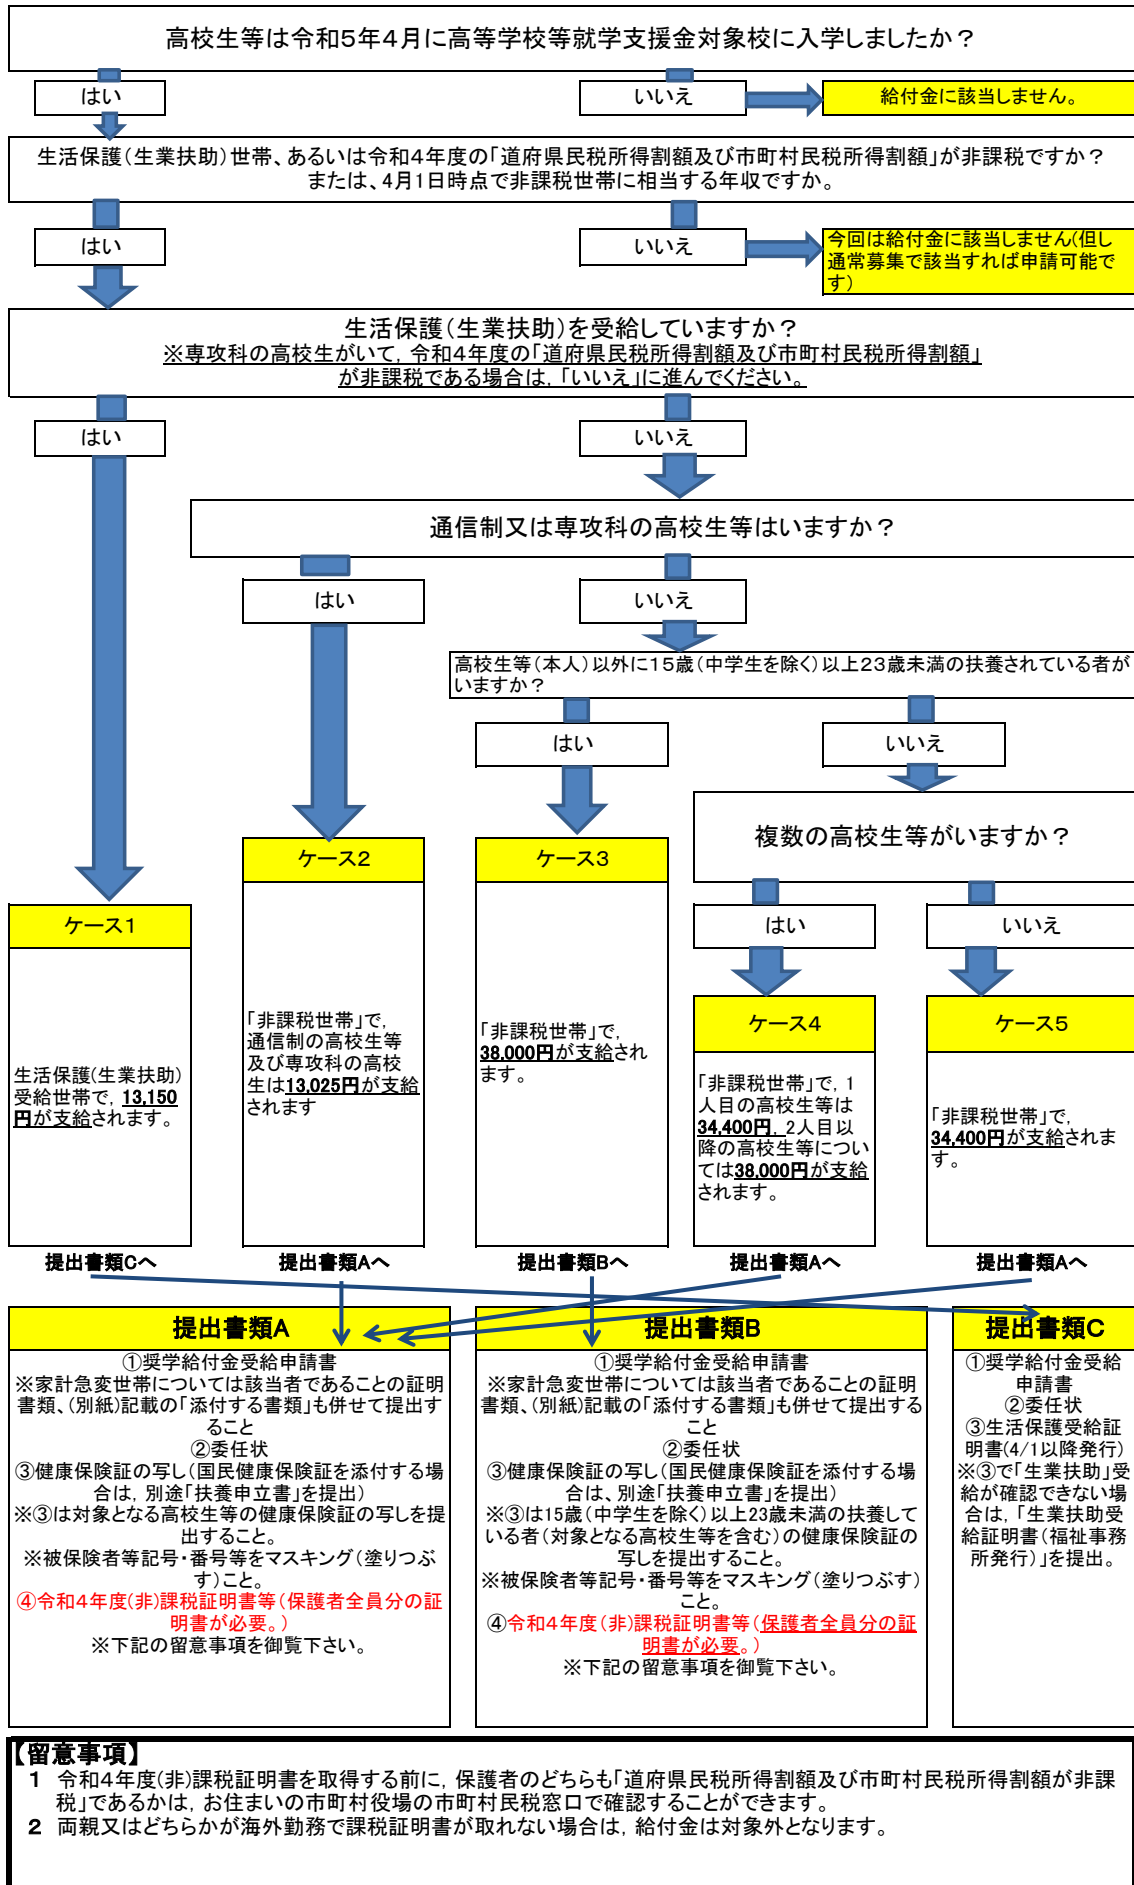 高校生等は令和5年4月に高等学校等就学支援金対象校に入学しましたか？
はい
いいえ
給付金に該当しません。
生活保護（生業扶助）世帯、あるいは令和４年度の「道府県民税所得割額及び市町村民税所得割額」が非課税ですか？
または、4月1日時点で非課税世帯に相当する年収ですか。
はい
いいえ
今回は給付金に該当しません(但し
通常募集で該当すれば申請可能で
す）
生活保護（生業扶助）を受給していますか？
※専攻科の高校生がいて，令和４年度の「道府県民税所得割額及び市町村民税所得割額」
が非課税である場合は，「いいえ」に進んでください。
はい
いいえ
通信制又は専攻科の高校生等はいますか？
はい
いいえ
高校生等（本人）以外に１５歳（中学生を除く）以上２３歳未満の扶養されている者が
いますか？
はい
いいえ
複数の高校生等がいますか？
はい
いいえ
ケース１
生活保護(生業扶助)
受給世帯で，13,150
円が支給されます。
ケース２
「非課税世帯」で，
通信制の高校生等
及び専攻科の高校
生は13,025円が支給
されます
ケース３
「非課税世帯」で，
38,000円が支給され
ます。
ケース４
「非課税世帯」で，１
人目の高校生等は
34,400円，2人目以
降の高校生等につい
ては38,000円が支給
されます。
ケース５
「非課税世帯」で，
34,400円が支給されま
す。
提出書類Cへ
提出書類Aへ
提出書類Bへ
提出書類Aへ
提出書類Aへ
提出書類A
①奨学給付金受給申請書
※家計急変世帯については該当者であることの証明
書類、(別紙)記載の「添付する書類」も併せて提出す
ること
②委任状
③健康保険証の写し（国民健康保険証を添付する場
合は，別途「扶養申立書」を提出）
※③は対象となる高校生等の健康保険証の写しを提
出すること。
※被保険者等記号・番号等をマスキング（塗りつぶ
す）こと。
④令和４年度(非)課税証明書等（保護者全員分の証
明書が必要。）
※下記の留意事項を御覧下さい。
提出書類B
①奨学給付金受給申請書
※家計急変世帯については該当者であることの証明
書類、(別紙)記載の「添付する書類」も併せて提出する
こと
②委任状
③健康保険証の写し（国民健康保険証を添付する場
合は、別途「扶養申立書」を提出）
※③は15歳（中学生を除く）以上23歳未満の扶養して
いる者（対象となる高校生等を含む）の健康保険証の
写しを提出すること。
※被保険者等記号・番号等をマスキング（塗りつぶす）
こと。
④令和４年度(非)課税証明書等（保護者全員分の証
明書が必要。）
※下記の留意事項を御覧下さい。
提出書類C
①奨学給付金受給
申請書
②委任状
③生活保護受給証
明書(4/1以降発行）
※③で「生業扶助」受
給が確認できない場
合は，「生業扶助受
給証明書（福祉事務
所発行）」を提出。
【留意事項】
1 令和４年度(非)課税証明書を取得する前に，保護者のどちらも「道府県民税所得割額及び市町村民税所得割額が非課
税」であるかは，お住まいの市町村役場の市町村民税窓口で確認することができます。
2 両親又はどちらかが海外勤務で課税証明書が取れない場合は，給付金は対象外となります。